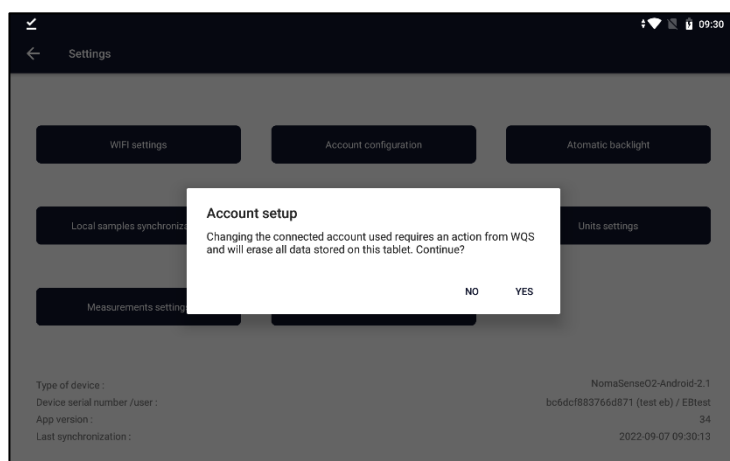 09:30
Settings
WIFI settings
Account configuration
Atomatic backlight
Local samples synchroniza
Units settings
Account setup
Changing the connected account used requires an action from WQS
and will erase all data stored on this tablet. Continue?
NO
YES
Measurements setting
Type of device :
NomaSenseO2-Android-2.1
Device serial number /user :
bc6dcf883766d871 (test eb) / EBtest
App version :
34
Last synchronization :
2022-09-07 09:30:13